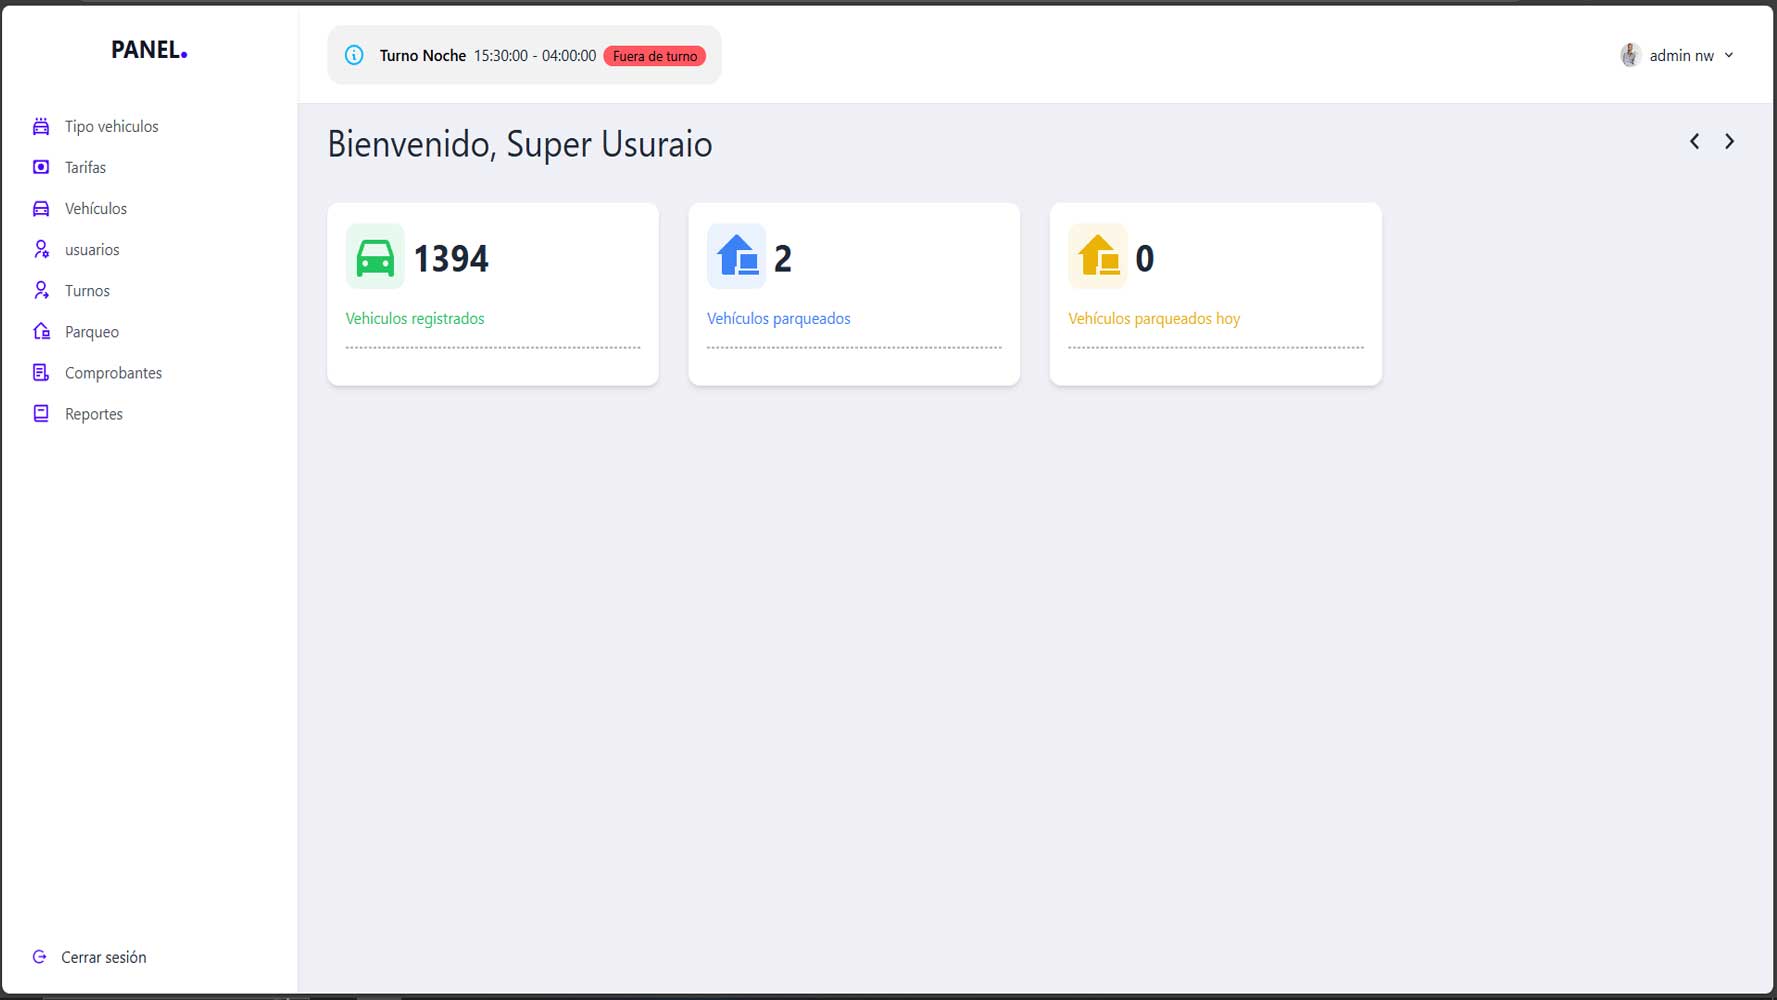 PANEL.
Turno Noche 15:30:00 - 04:00:00 Fuera de turno
admin nw
Tipo vehiculos
Tarifas
Vehículos
usuarios
Turnos
Parqueo
Comprobantes
Reportes
Cerrar sesión
Bienvenido, Super Usuraio
1394
Vehiculos registrados
2
Vehículos parqueados
0
Vehículos parqueados hoy